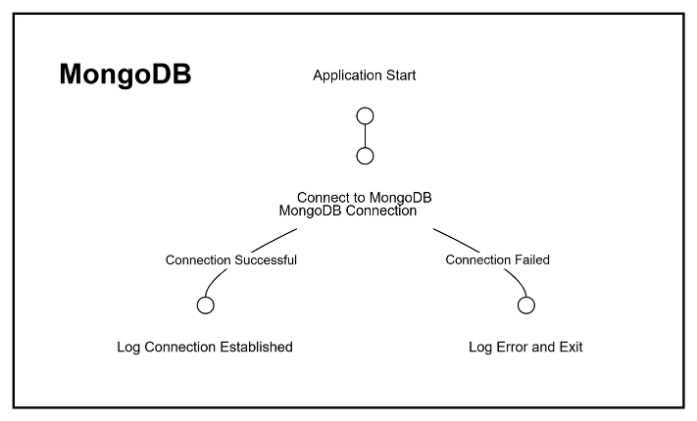 MongoDB
Application Start
Connect to MongoDB
MongoDB Connection
Connection Successful
Connection Failed
Log Connection Established
Log Error and Exit